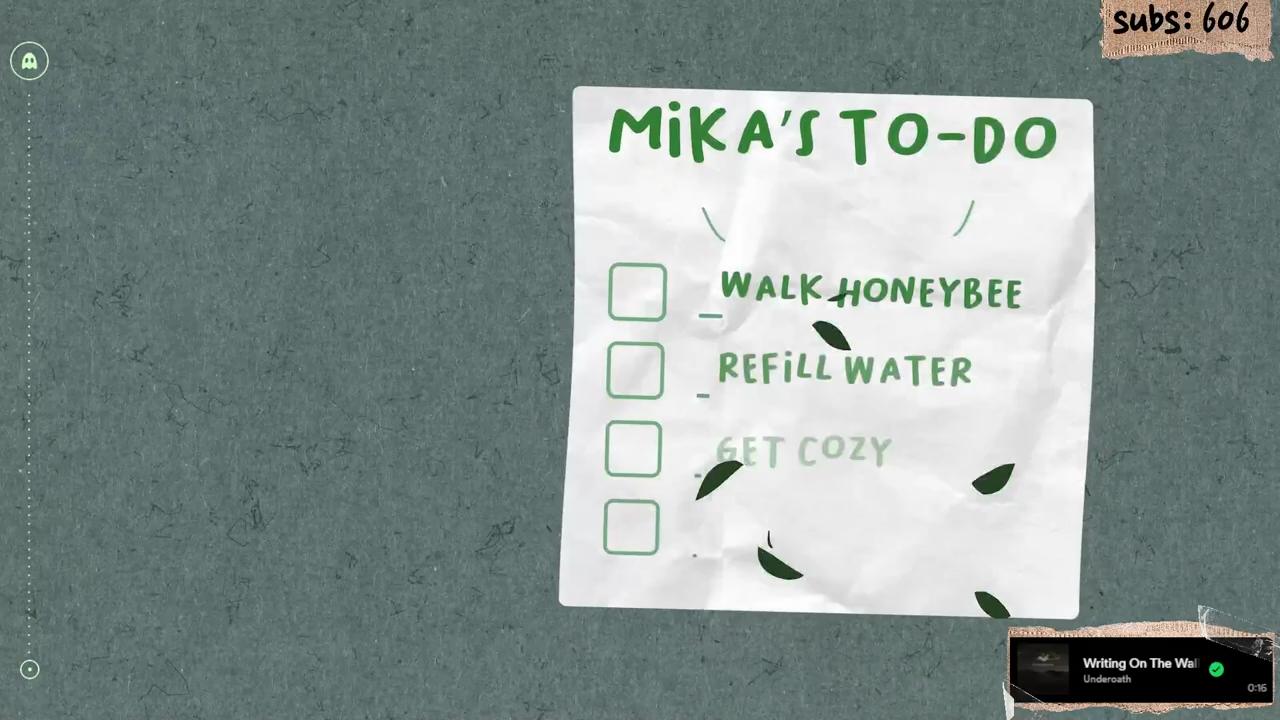 subs: 606
MiKA'S TO-DO
WALK HONEYBEE
REFiLL WATER
GET COZY
Writing On The Wal
Underoath
0:16